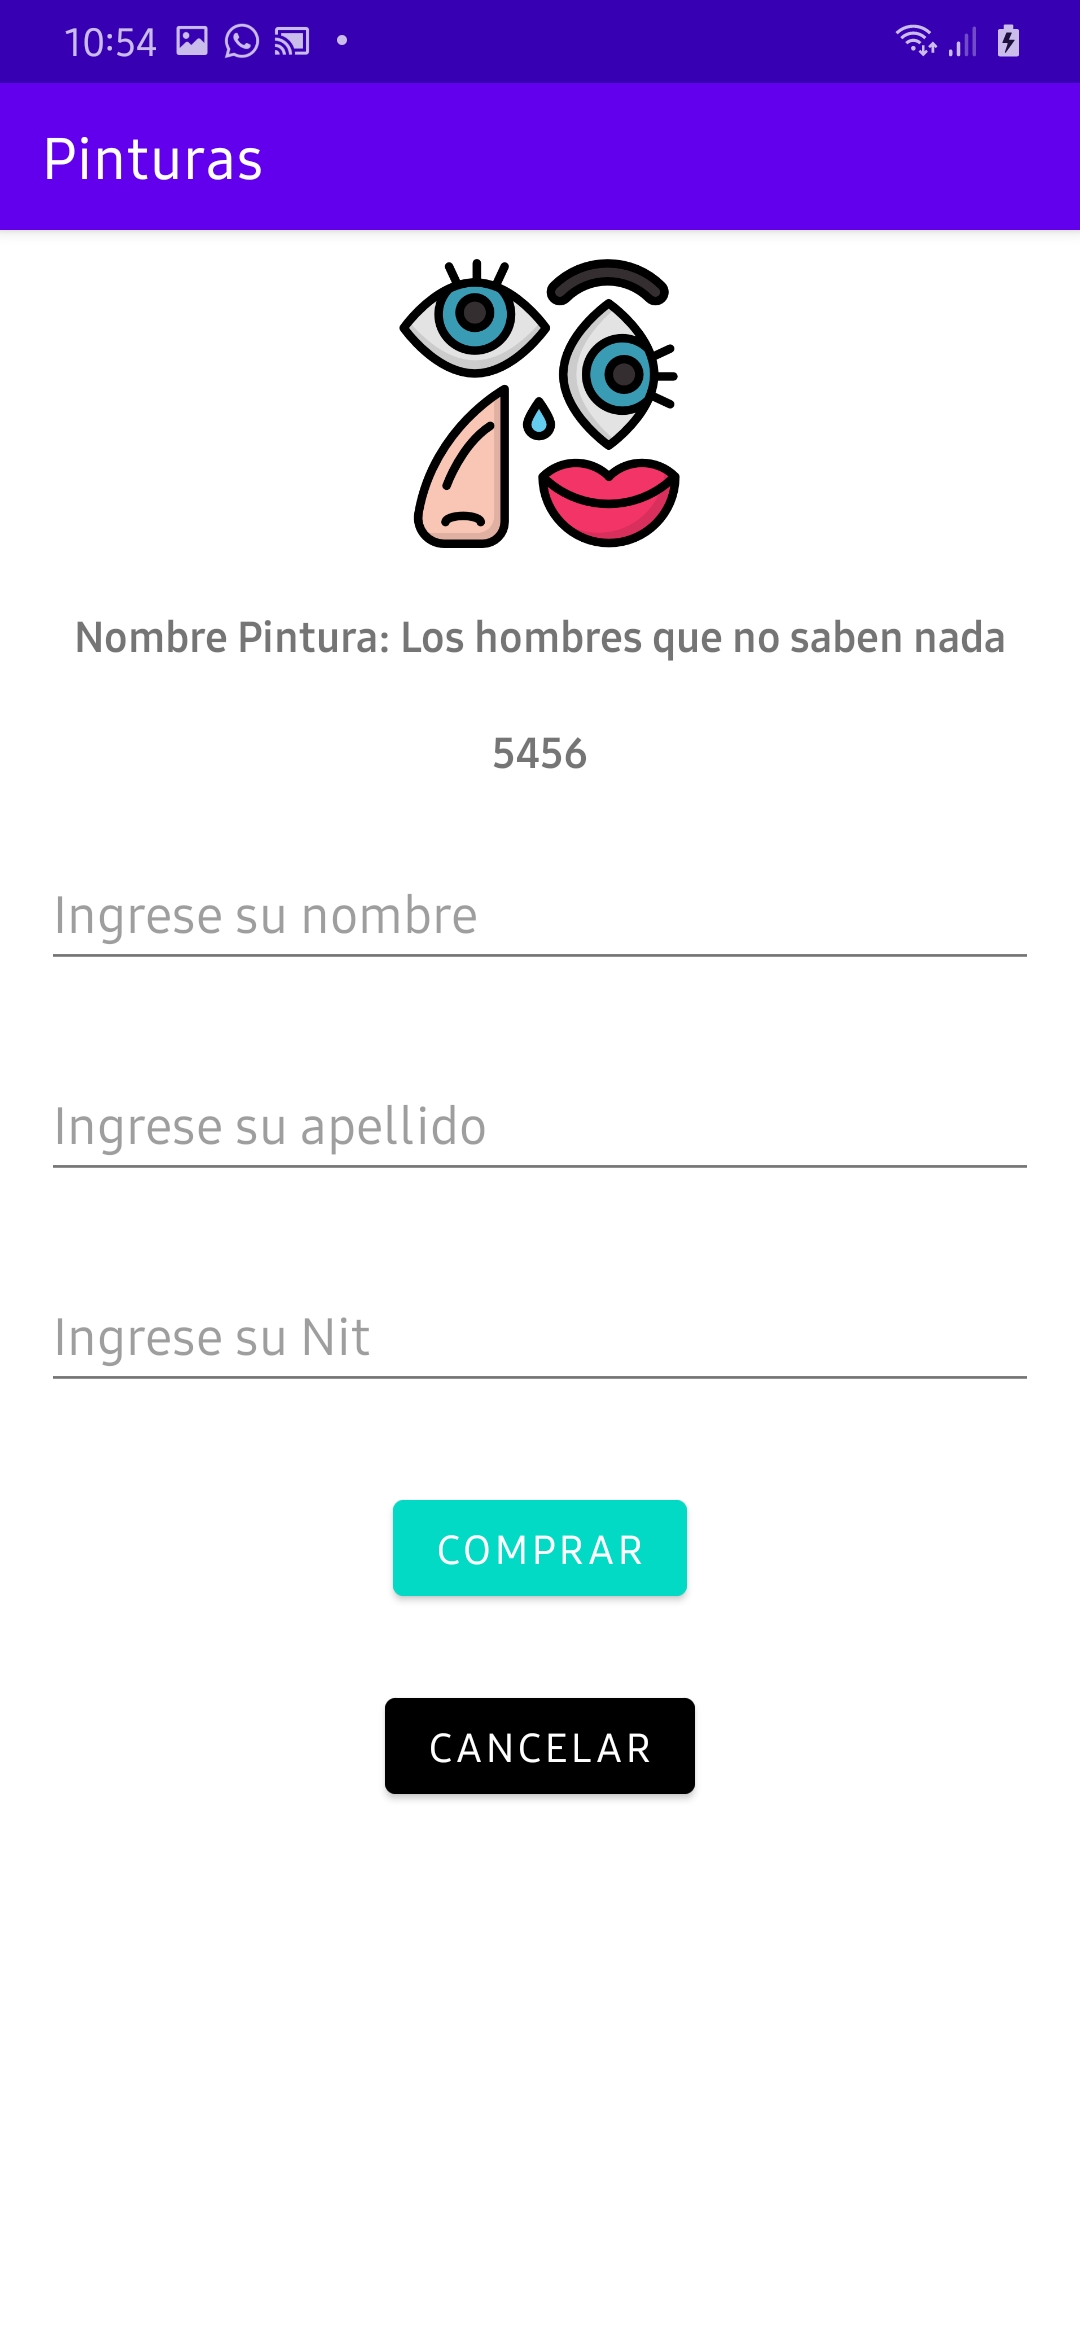 10:54
Pinturas
Nombre Pintura: Los hombres que no saben nada
5456
Ingrese su nombre
Ingrese su apellido
Ingrese su Nit
COMPRAR
CANCELAR